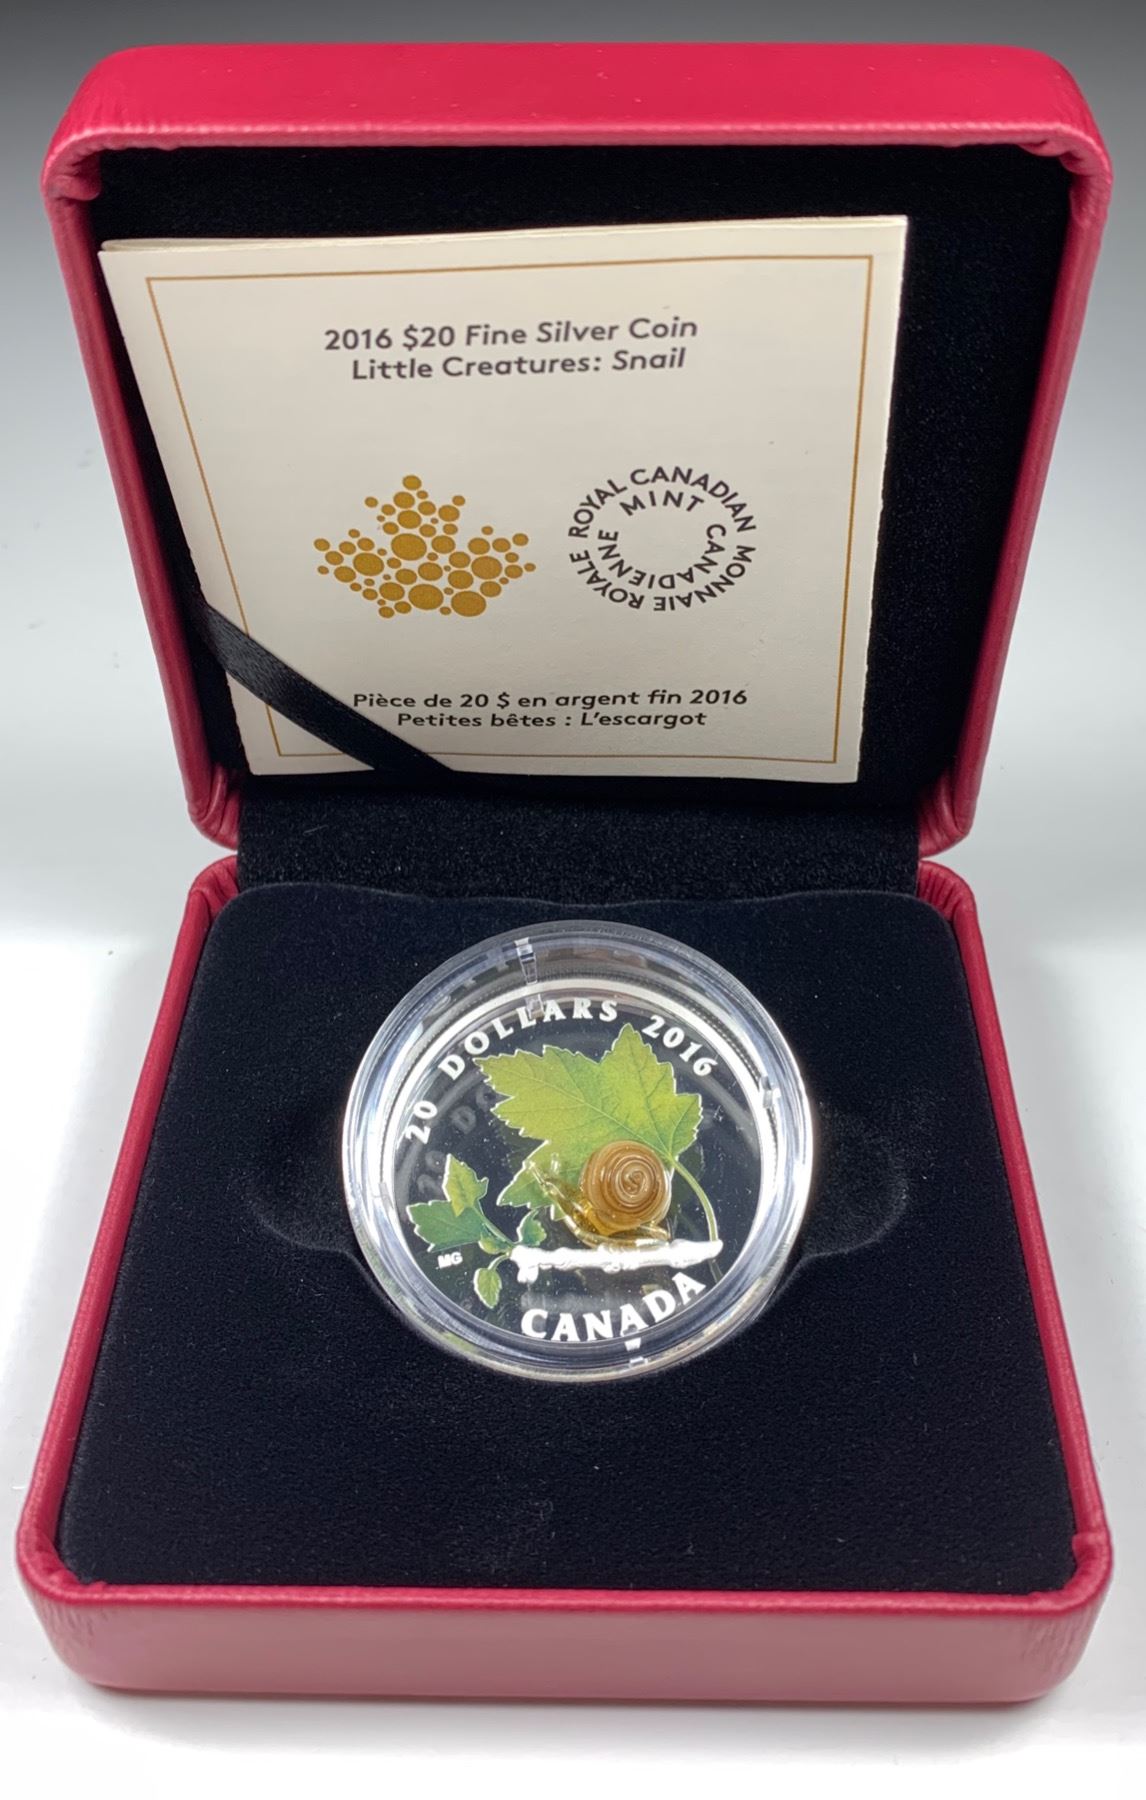 2016 $20 Fine Silver Coin
Little Creatures: Snail
ROYAL CANADIAN MINT
MONNAIE ROYALE CANADIENNE
Pièce de 20 $ en argent fin 2016
Petites bêtes : L'escargot
20 DOLLARS 2016
MG
CANADA